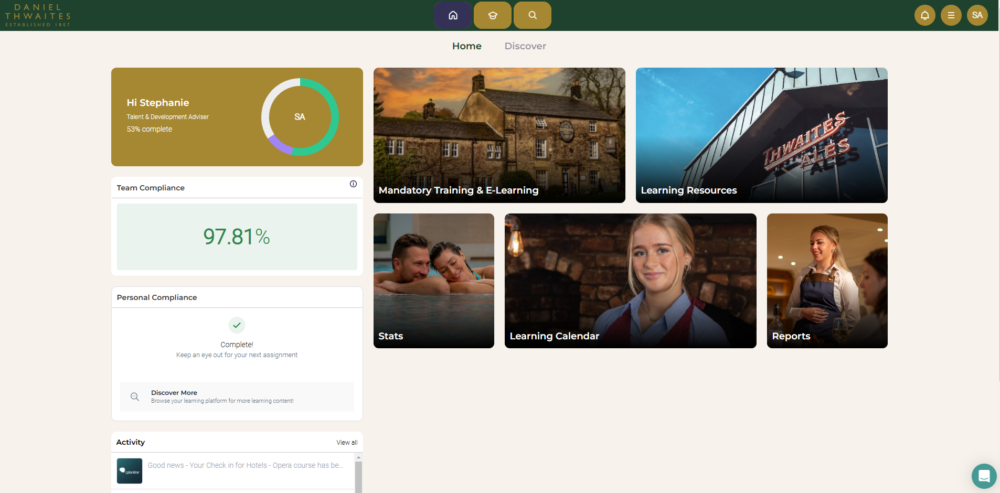 DANIEL
THWAITES
ESTABLISHED 1807
SA
Home
Discover
Hi Stephanie
Talent & Development Adviser
53% complete
SA
Team Compliance
97.81%
Personal Compliance
Complete!
Keep an eye out for your next assignment
Discover More
Browse your learning platform for more learning content!
Activity
View all
cplonline
Good news - Your Check in for Hotels - Opera course has be...
Mandatory Training & E-Learning
THWAITES
ALES
Learning Resources
Stats
Learning Calendar
Reports